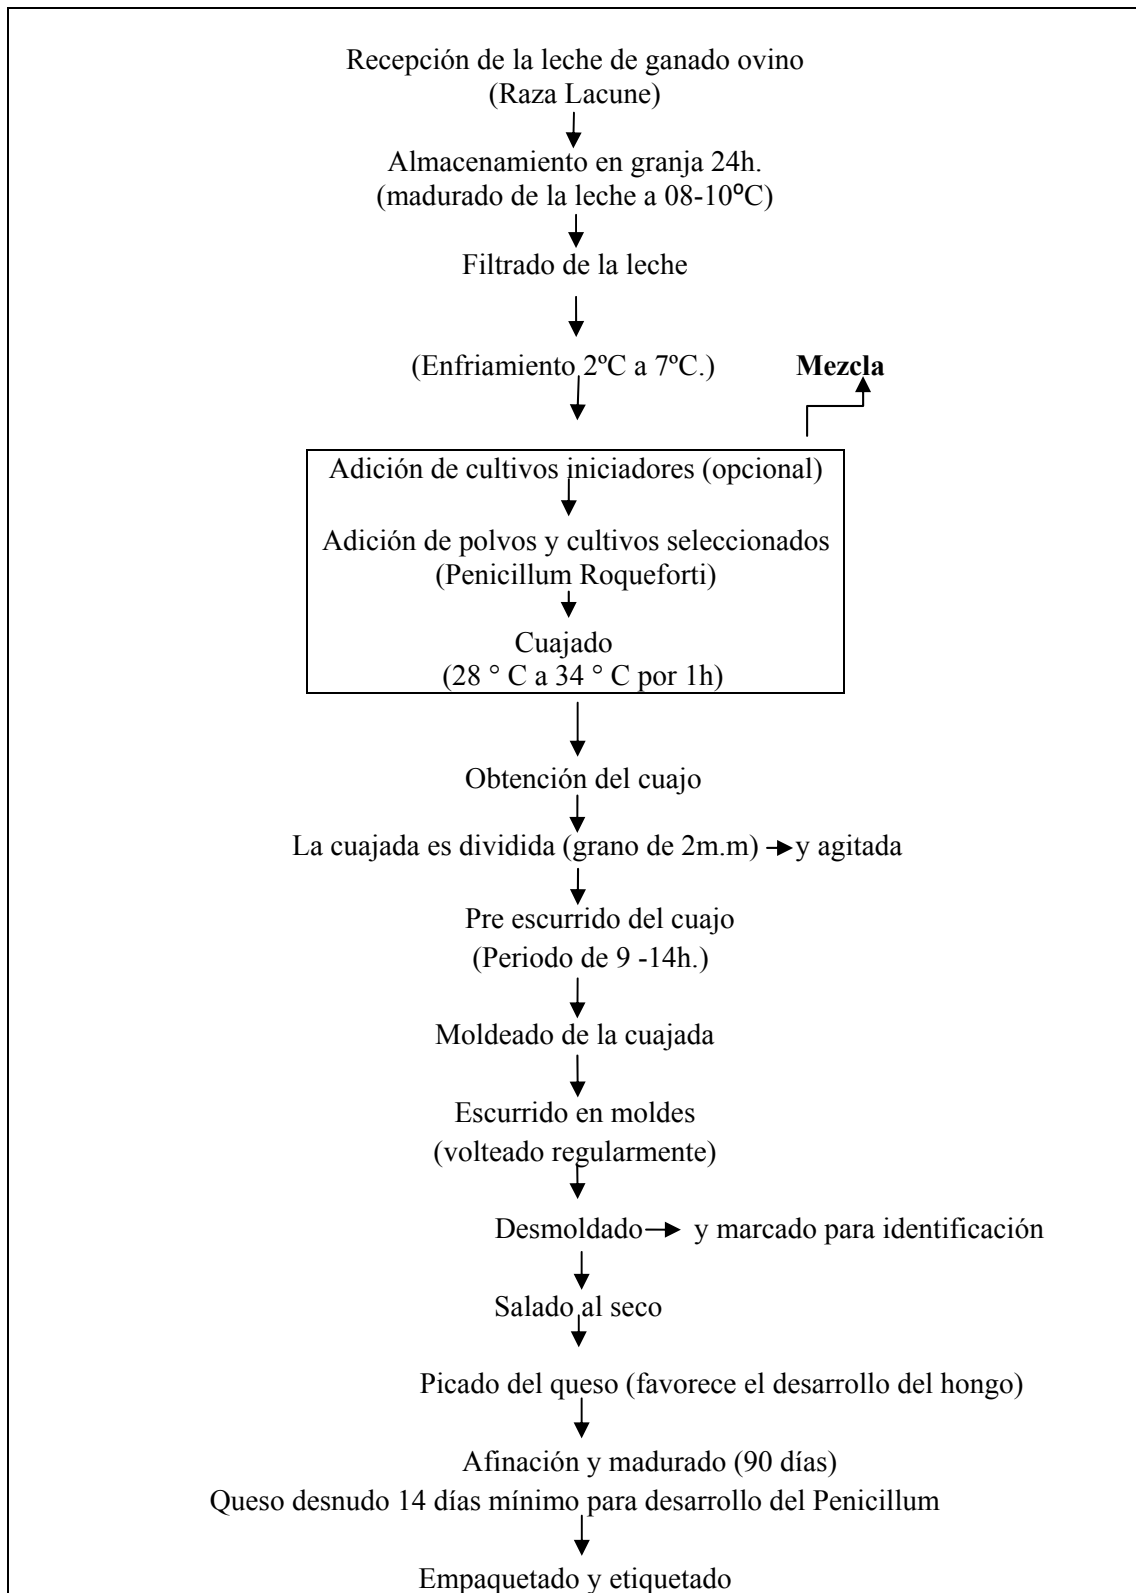 Recepción de la leche de ganado ovino
(Raza Lacune)
Almacenamiento en granja 24h.
(madurado de la leche a 08-10ºC)
Filtrado de la leche
(Enfriamiento 2ºC a 7ºC.) Mezcla
Adición de cultivos iniciadores (opcional)
Adición de polvos y cultivos seleccionados
(Penicillum Roqueforti)
Cuajado
(28 ° C a 34 ° C por 1h)
Obtención del cuajo
La cuajada es dividida (grano de 2m.m) y agitada
Pre escurrido del cuajo
(Periodo de 9 -14h.)
Moldeado de la cuajada
Escurrido en moldes
(volteado regularmente)
Desmoldado y marcado para identificación
Salado al seco
Picado del queso (favorece el desarrollo del hongo)
Afinación y madurado (90 días)
Queso desnudo 14 días mínimo para desarrollo del Penicillum
Empaquetado y etiquetado